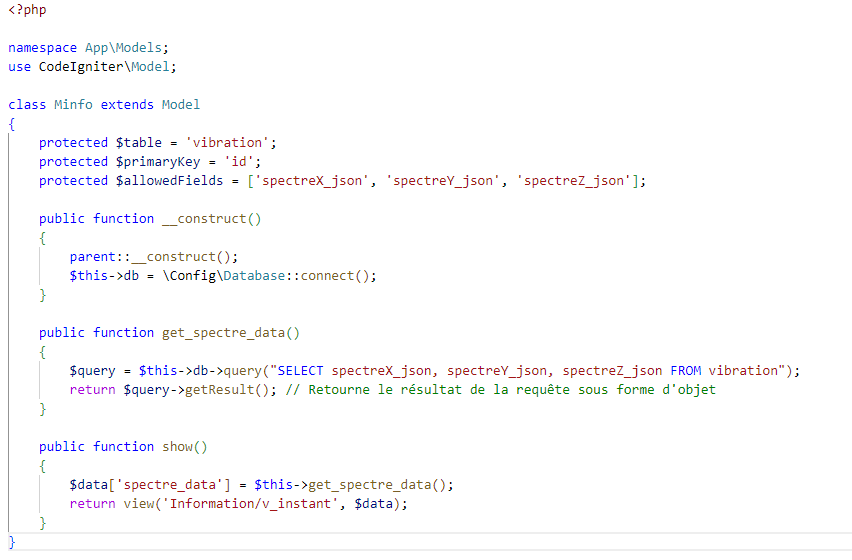 <?php
namespace App\Models;
use CodeIgniter\Model;
class Minfo extends Model
{
protected $table = 'vibration';
protected $primaryKey = 'id';
protected $allowedFields = ['spectreX_json', 'spectreY_json', 'spectreZ_json'];
public function __construct()
{
parent::__construct();
$this->db = \Config\Database::connect();
}
public function get_spectre_data()
{
$query = $this->db->query("SELECT spectreX_json, spectreY_json, spectreZ_json FROM vibration");
return $query->getResult(); // Retourne le résultat de la requête sous forme d'objet
}
public function show()
{
$data['spectre_data'] = $this->get_spectre_data();
return view('Information/v_instant', $data);
}
}